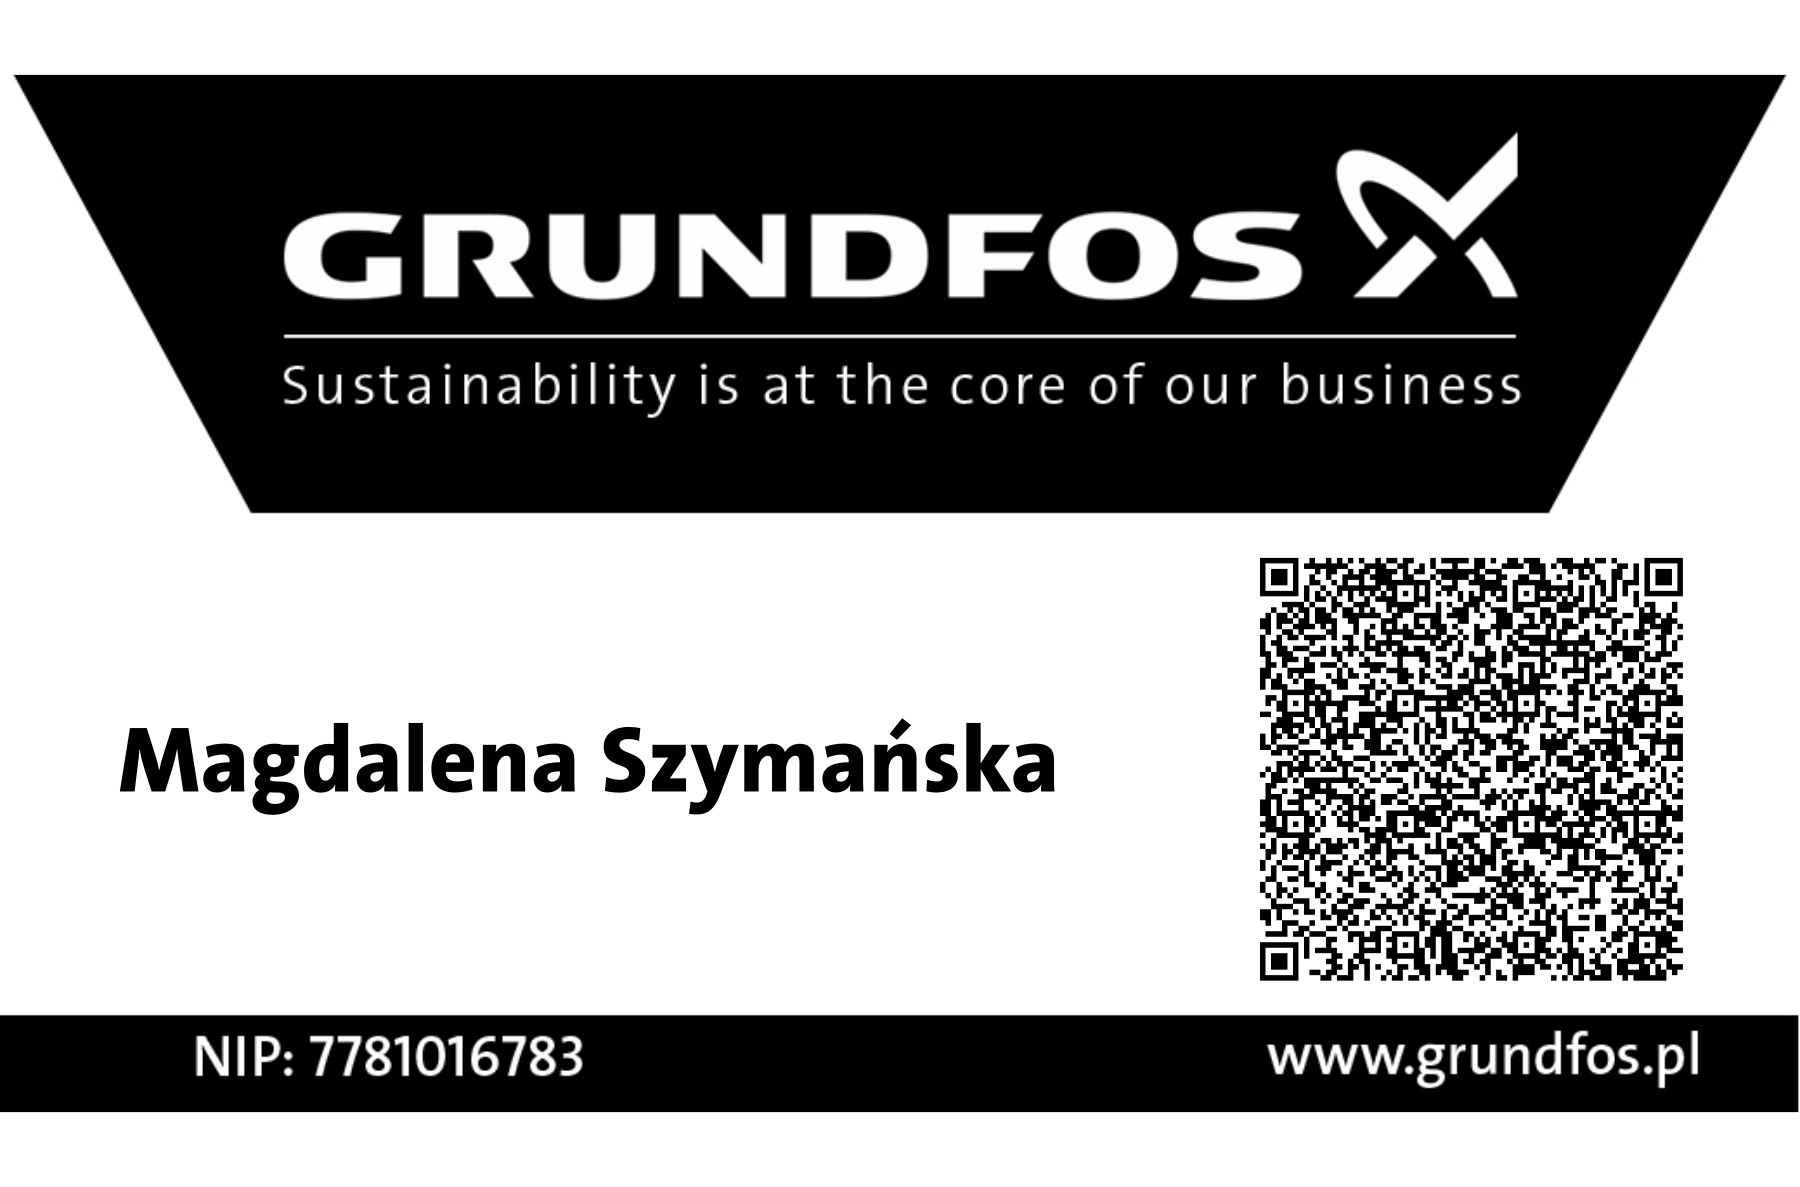 GRUNDFOS
Sustainability is at the core of our business
Magdalena Szymańska
NIP: 7781016783
www.grundfos.pl